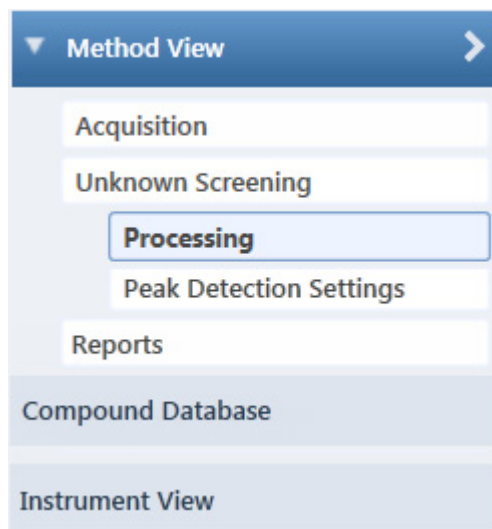 Method View
Acquisition
Unknown Screening
Processing
Peak Detection Settings
Reports
Compound Database
Instrument View